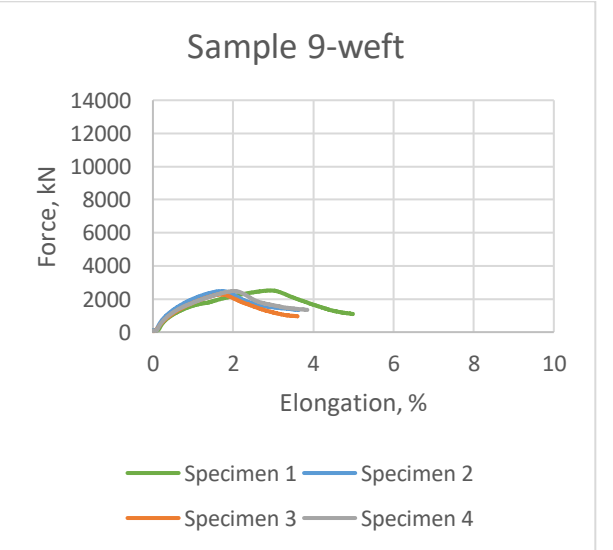 Sample 9-weft
14000
12000
10000
8000
6000
4000
2000
0
Force, kN
0 2 4 6 8 10
Elongation, %
Specimen 1 Specimen 2
Specimen 3 Specimen 4